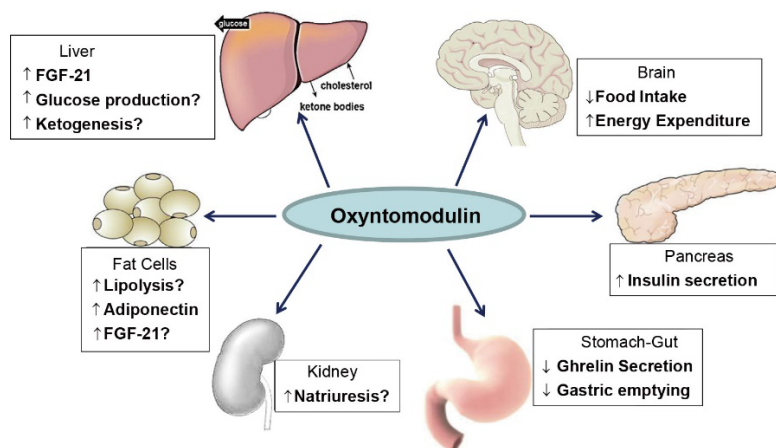 glucose
Liver
↑ FGF-21
↑ Glucose production?
↑ Ketogenesis?
cholesterol
ketone bodies
Brain
↓Food Intake
↑Energy Expenditure
Oxyntomodulin
Fat Cells
↑Lipolysis?
↑Adiponectin
↑FGF-21?
Pancreas
↑ Insulin secretion
Kidney
↑Natriuresis?
Stomach-Gut
↓ Ghrelin Secretion
↓ Gastric emptying